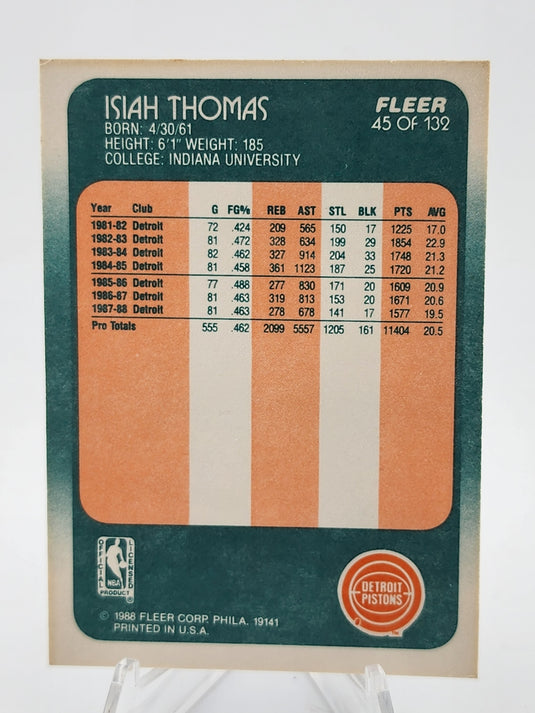 ISIAH THOMAS
FLEER
BORN: 4/30/61
45 OF 132
HEIGHT: 6'1" WEIGHT: 185
COLLEGE: INDIANA UNIVERSITY
Year Club G FG% REB AST STL BLK PTS AVG
1981-82 Detroit 72 .424 209 565 150 17 1225 17.0
1982-83 Detroit 81 .472 328 634 199 29 1854 22.9
1983-84 Detroit 82 .462 327 914 204 33 1748 21.3
1984-85 Detroit 81 .458 361 1123 187 25 1720 21.2
1985-86 Detroit 77 .488 277 830 171 20 1609 20.9
1986-87 Detroit 81 .463 319 813 153 20 1671 20.6
1987-88 Detroit 81 .463 278 678 141 17 1577 19.5
Pro Totals 555 .462 2099 5557 1205 161 11404 20.5
OFFICIAL
LICENSED
NBA
PRODUCT ®
DETROIT
PISTONS
© 1988 FLEER CORP. PHILA. 19141
PRINTED IN U.S.A.